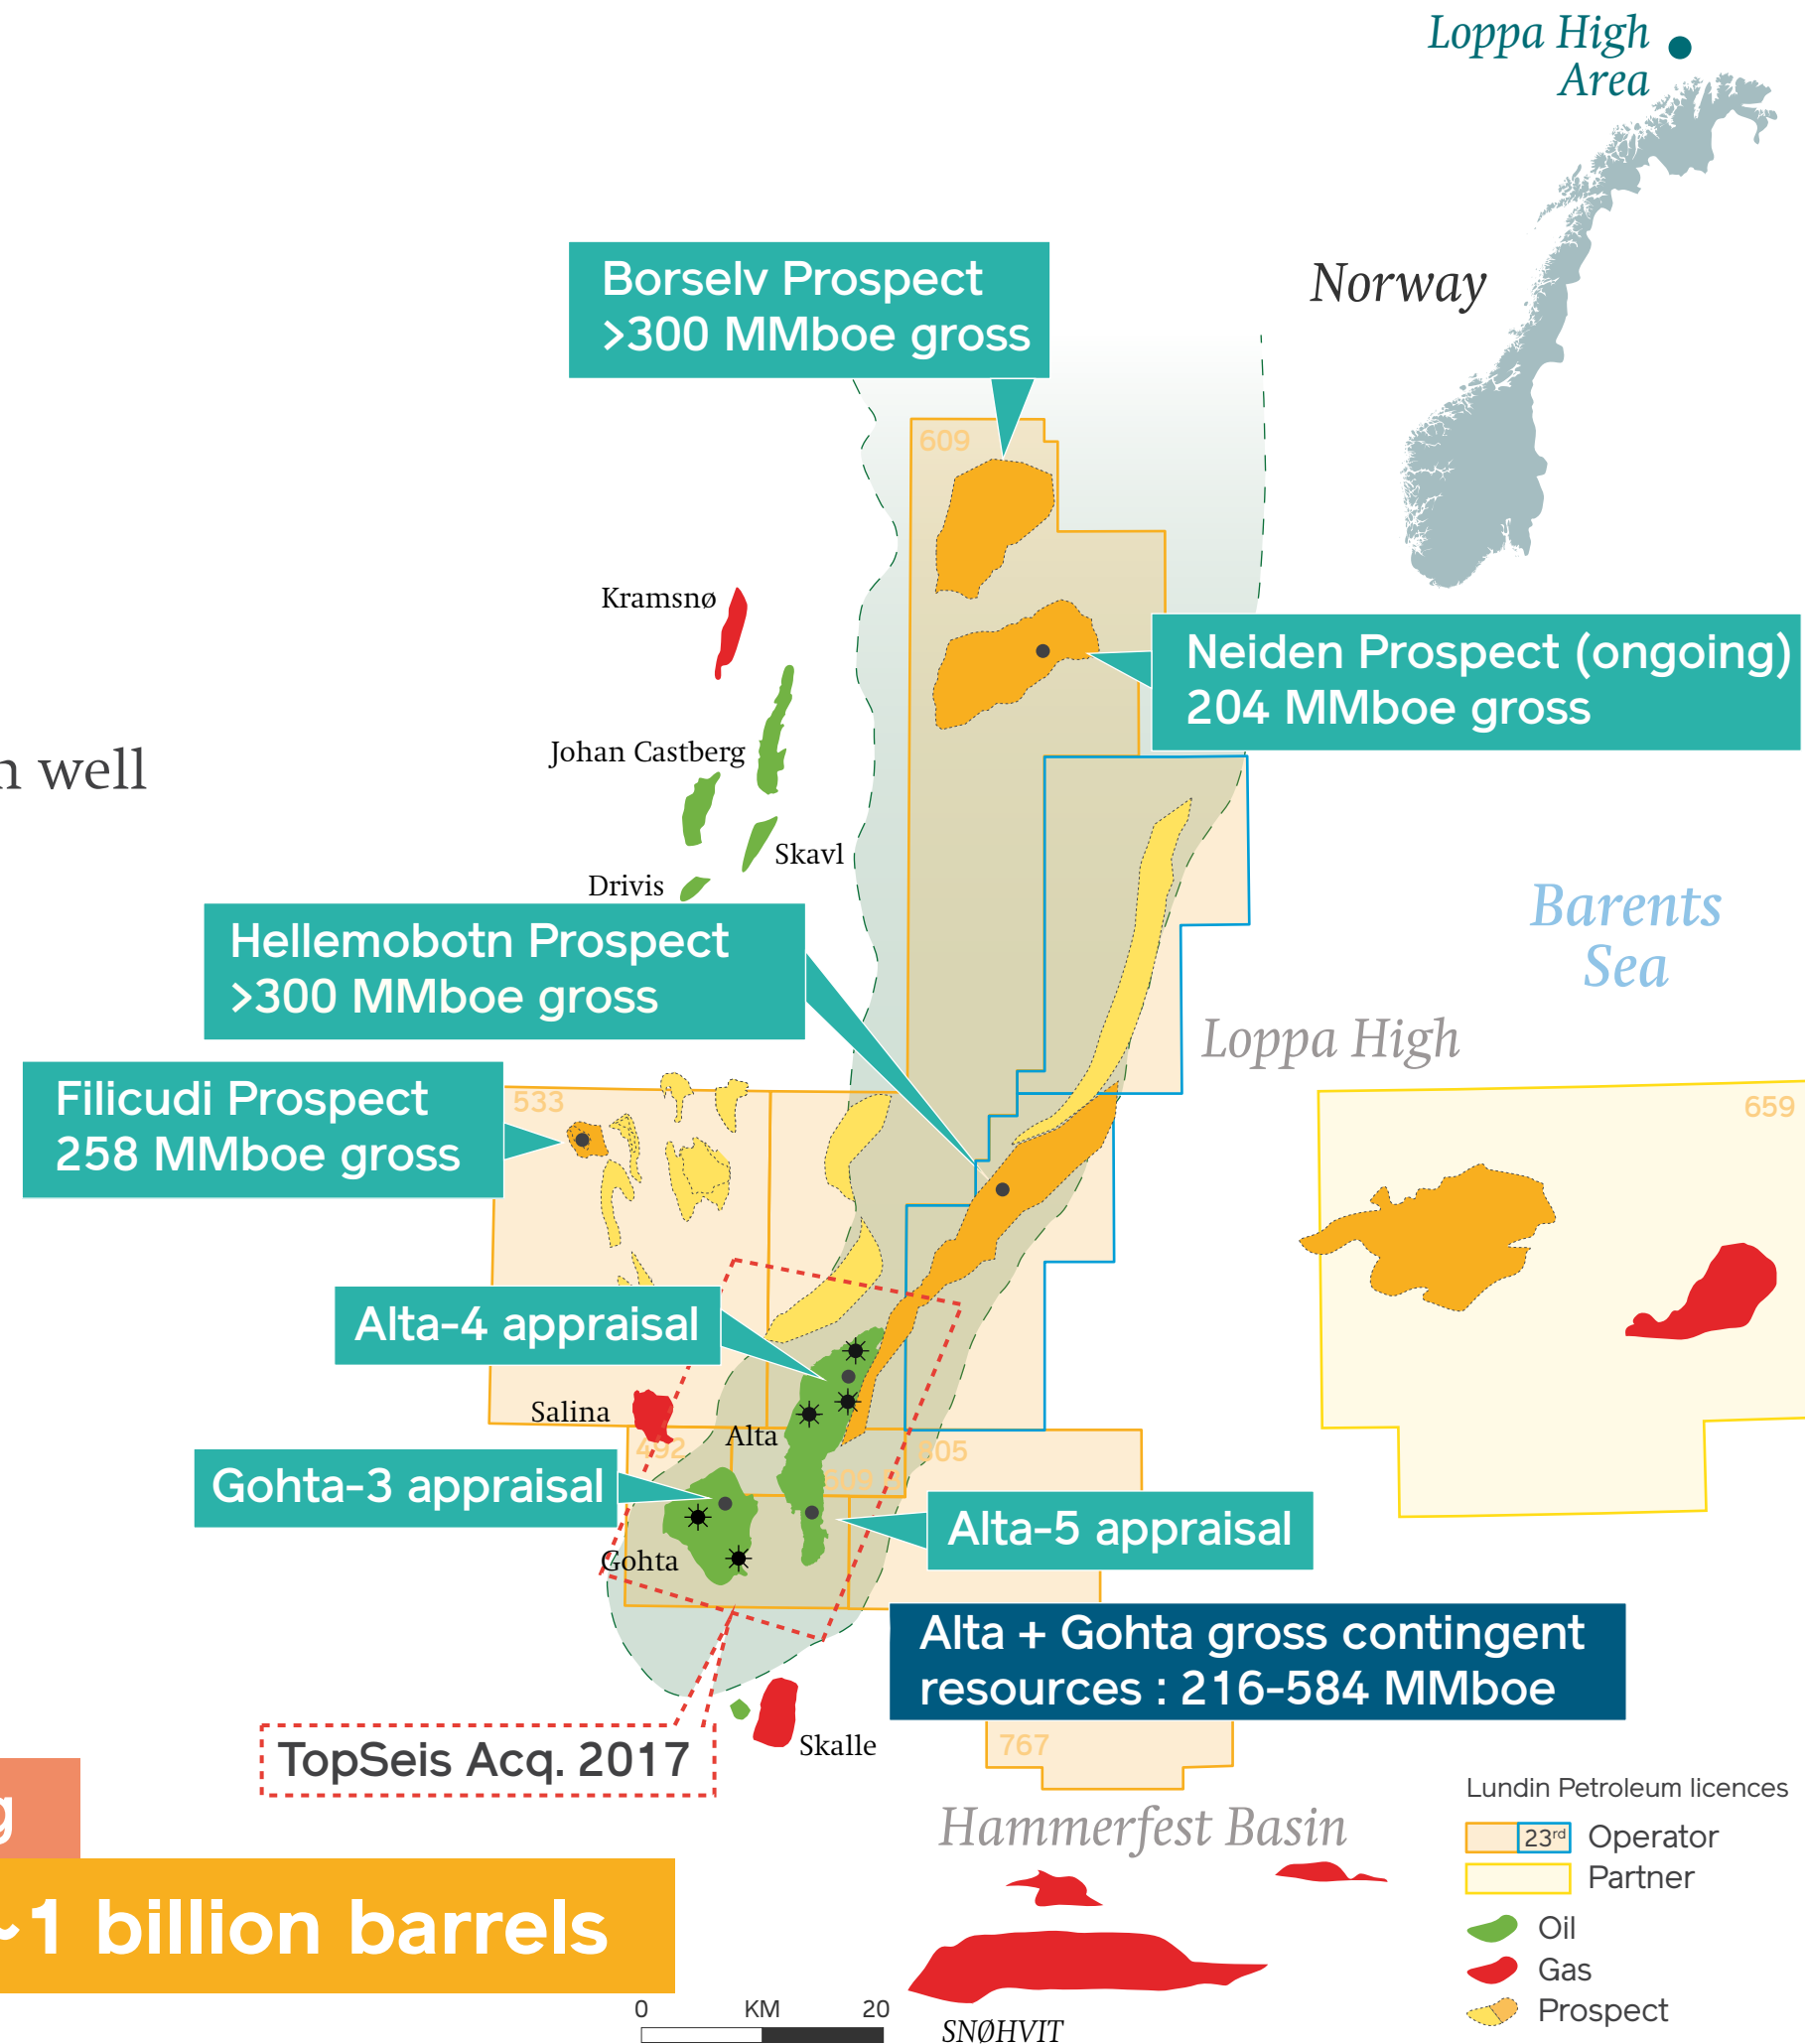 Loppa High
Area
Norway
Borselv Prospect
>300 MMboe gross
609
Kramsnø
Neiden Prospect (ongoing)
204 MMboe gross
Johan Castberg
well
Skavl
Drivis
Barents
Sea
Hellemobotn Prospect
>300 MMboe gross
Loppa High
Filicudi Prospect
258 MMboe gross
533
659
Alta-4 appraisal
Salina
Alta
492
805
609
Gohta-3 appraisal
Alta-5 appraisal
Gohta
Alta + Gohta gross contingent
resources : 216-584 MMboe
TopSeis Acq. 2017
Skalle
767
Hammerfest Basin
Lundin Petroleum licences
23rd Operator
Partner
Oil
Gas
Prospect
~1 billion barrels
0 KM 20
SNØHVIT